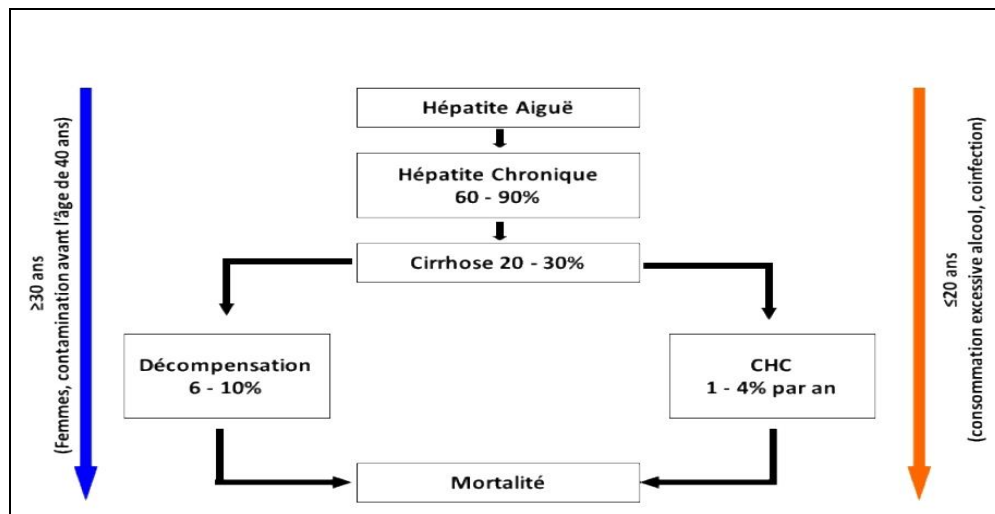 Hépatite Aiguë
Hépatite Chronique
60 - 90%
Cirrhose 20 - 30%
Décompensation
6 - 10%
CHC
1 - 4% par an
Mortalité
≥30 ans
(Femmes, contamination avant l'âge de 40 ans)
≤20 ans
(consommation excessive alcool, coinfection)